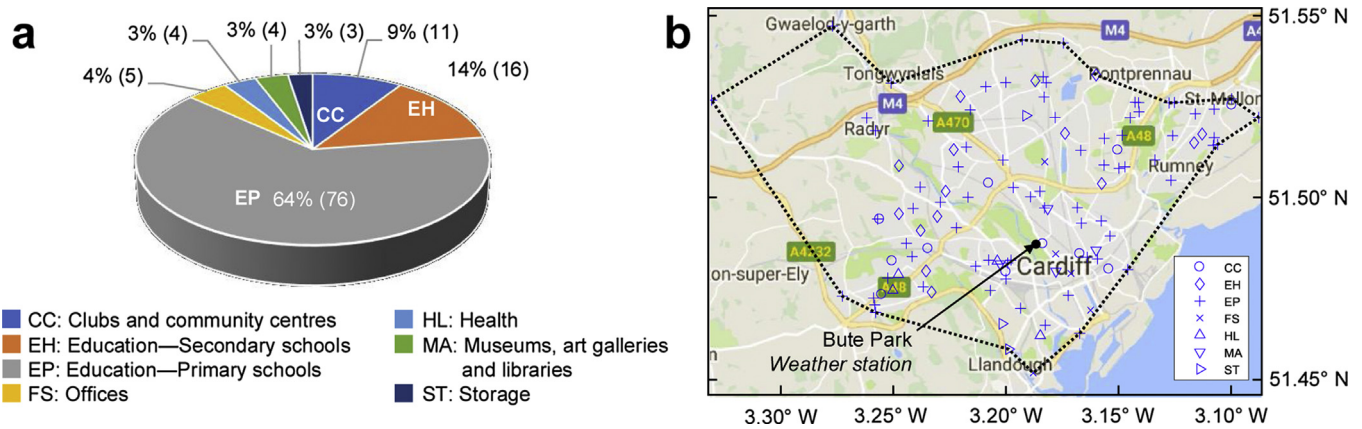 a
3% (4)
3% (4)
3% (3)
9% (11)
4% (5)
14% (16)
CC
EH
EP 64% (76)
CC: Clubs and community centres
EH: Education—Secondary schools
EP: Education—Primary schools
FS: Offices
HL: Health
MA: Museums, art galleries
and libraries
ST: Storage
b
Gwaelod-y-garth
M4
A4
51.55° N
Tongwynlais
Pontprennau
M4
St. Mellon
Radyr
A470
A48
Rumney
51.50° N
A4232
on-super-Ely
Cardiff
A48
Bute Park
Weather station
Llandough
n
CC
EH
EP
FS
HL
MA
ST
51.45° N
3.30° W
3.25° W
3.20° W
3.15° W
3.10° W